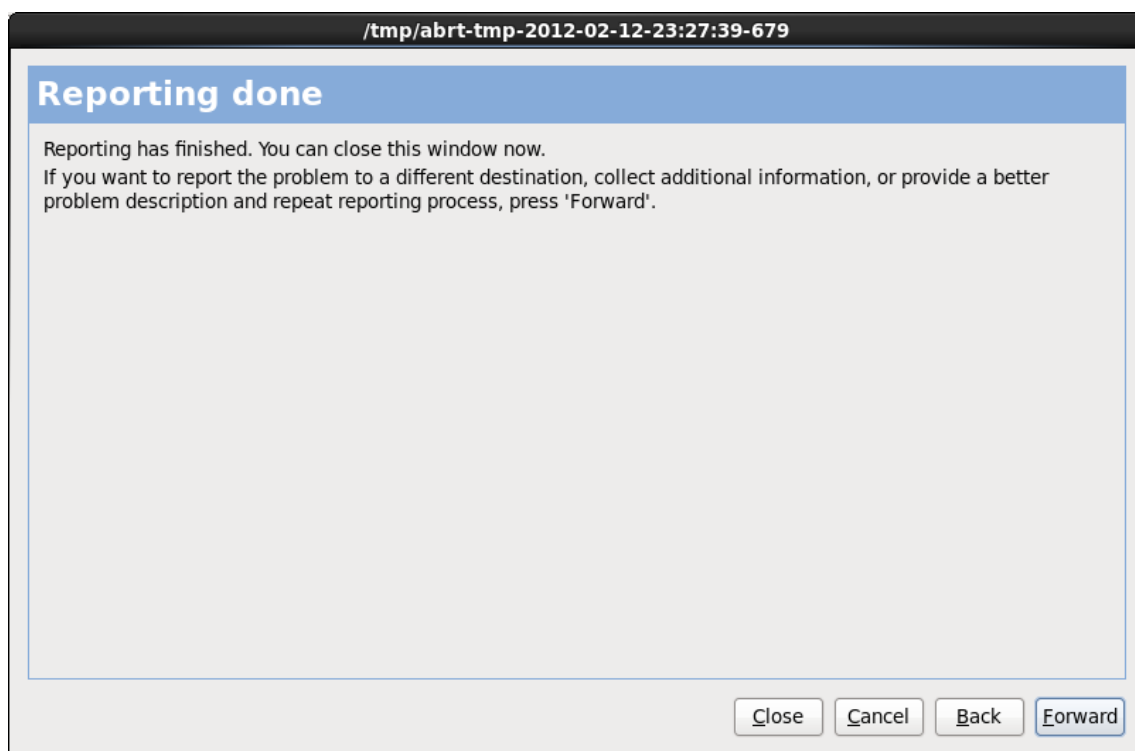 /tmp/abrt-tmp-2012-02-12-23:27:39-679
Reporting done
Reporting has finished. You can close this window now.
If you want to report the problem to a different destination, collect additional information, or provide a better
problem description and repeat reporting process, press 'Forward'.
Close Cancel Back Forward